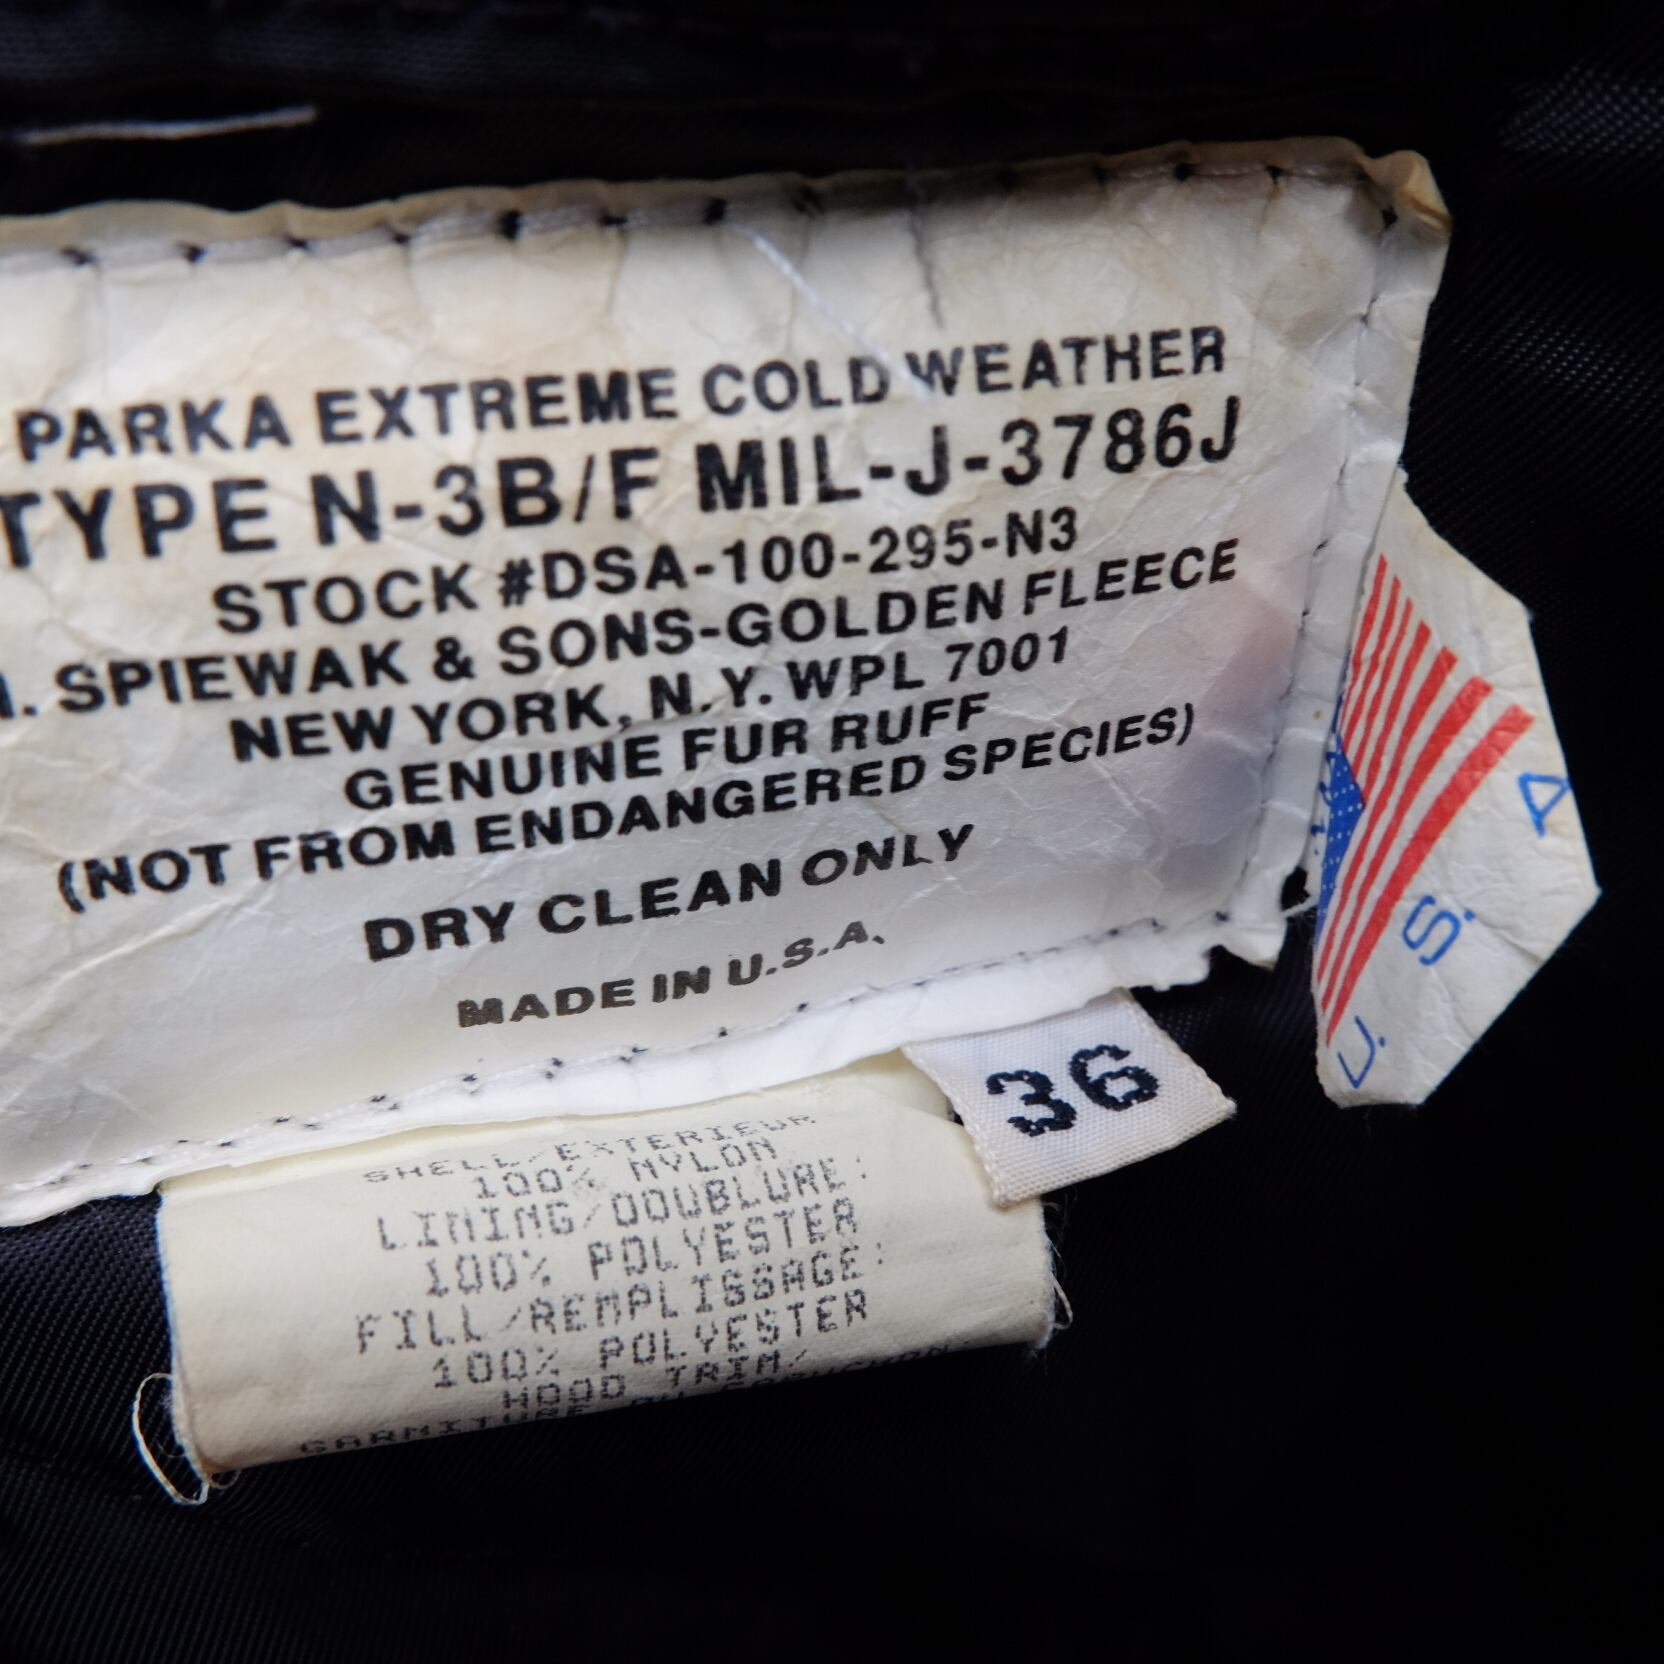 PARKA EXTREME COLD WEATHER
TYPE N-3B/F MIL-J-3786J
STOCK #DSA-100-295-N3
. SPIEWAK & SONS-GOLDEN FLEECE
NEW YORK, N.Y. WPL 7001
GENUINE FUR RUFF
(NOT FROM ENDANGERED SPECIES)
DRY CLEAN ONLY
MADE IN U.S.A.
U. S. A
36
SHELL/EXTERIEUR
100% NYLON
LINING/DOUBLURE:
100% POLYESTER
FILL/REMPLISSAGE:
100% POLYESTER
HOOD TRIM/